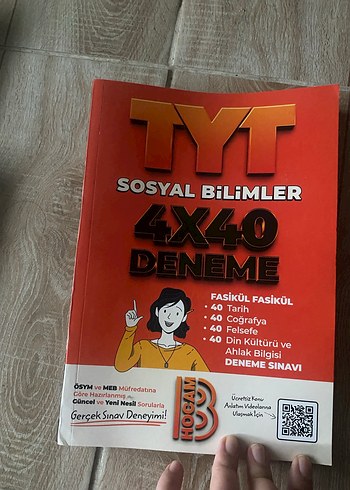 TYT
SOSYAL BİLİMLER
4X40
DENEME
FASİKÜL FASİKÜL
• 40 Tarih
• 40 Coğrafya
• 40 Felsefe
• 40 Din Kültürü ve
Ahlak Bilgisi
DENEME SINAVI
ÖSYM ve MEB Müfredatına
Göre Hazırlanmış
Güncel ve Yeni Nesil Sorularla
Gerçek Sınav Deneyimi!
B
HOCAM
Ücretsiz Konu
Anlatım Videolarına
Ulaşmak İçin